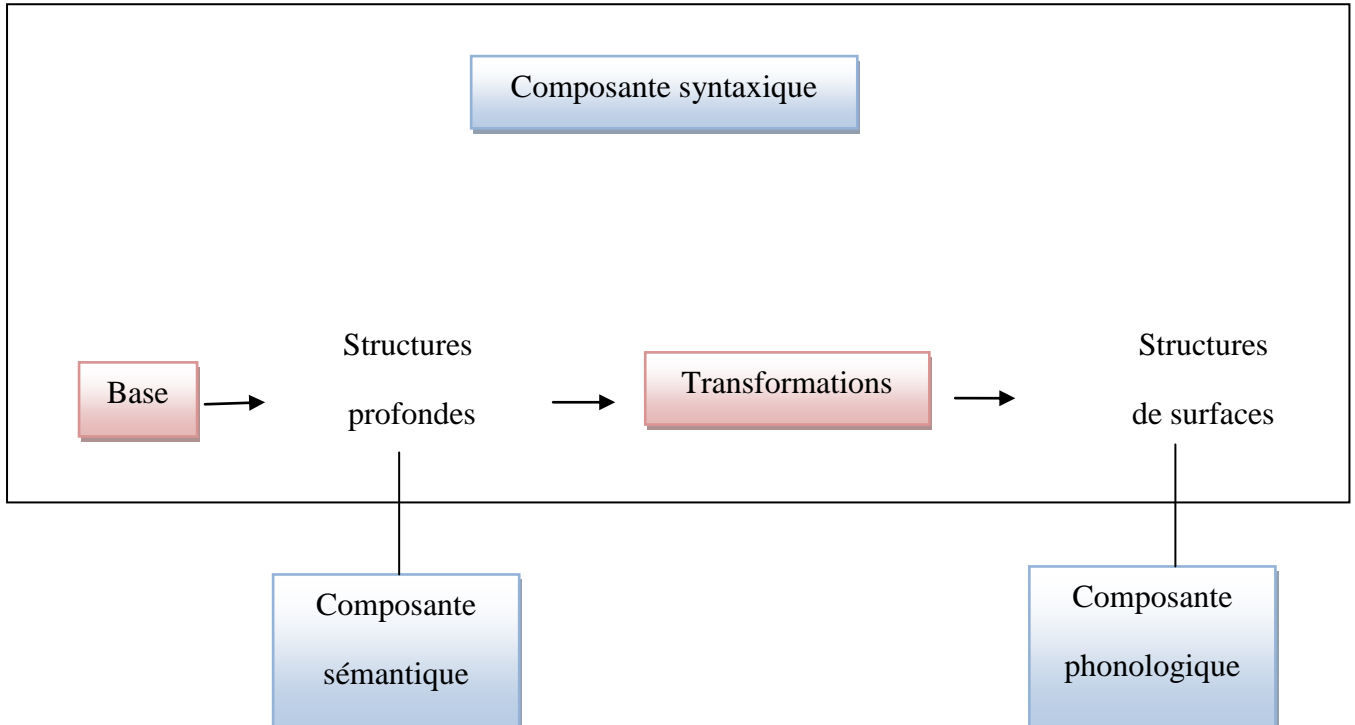 Composante syntaxique
Base
Structures
profondes
Transformations
Structures
de surfaces
Composante
sémantique
Composante
phonologique